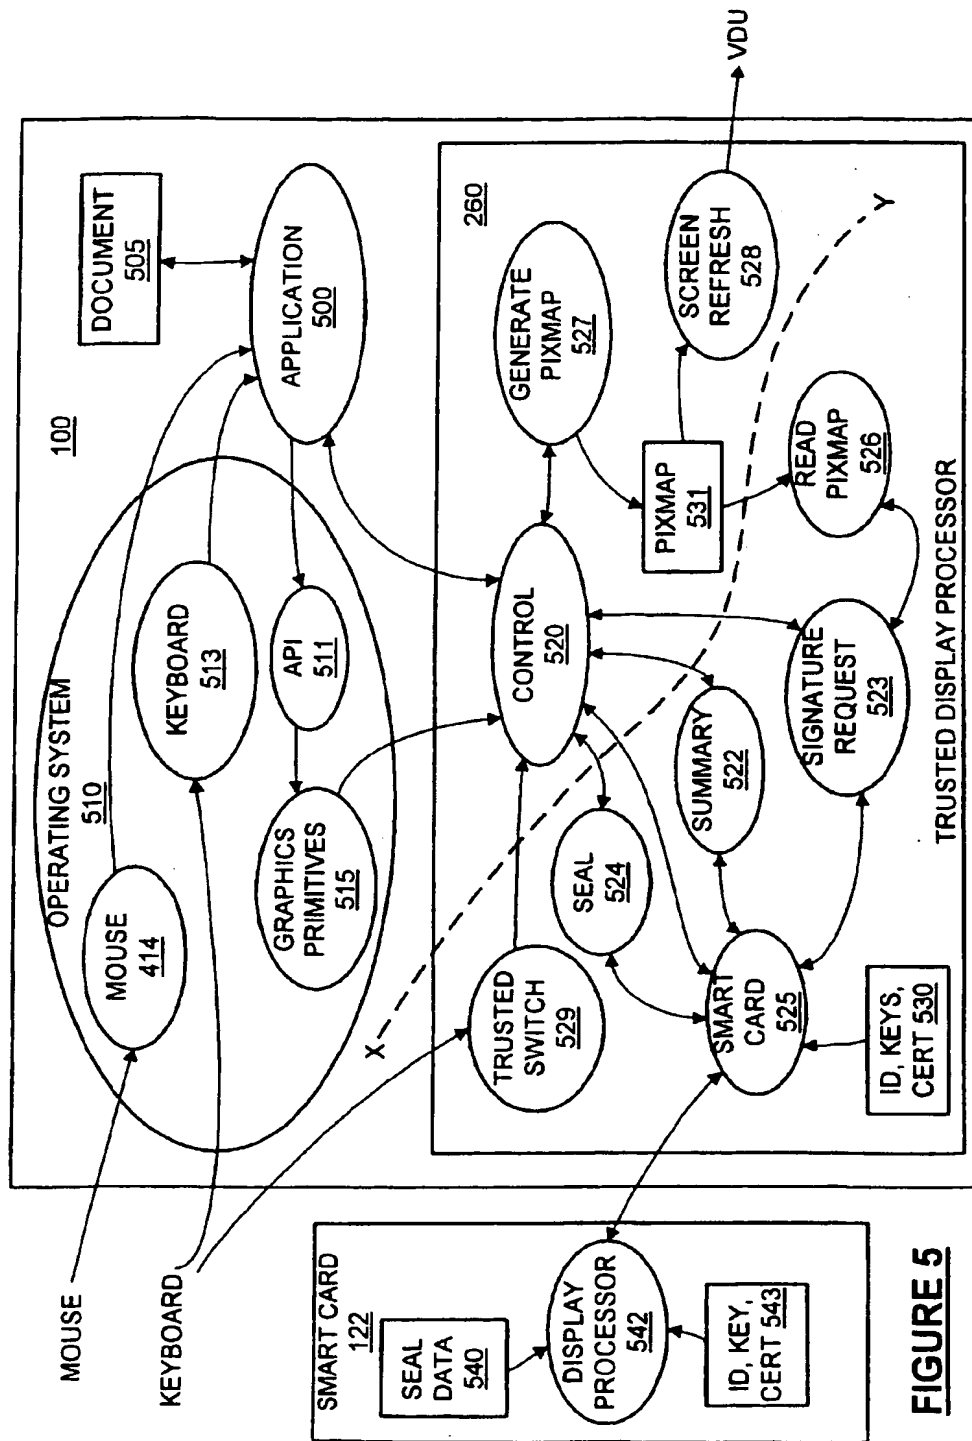 MOUSE
KEYBOARD
100
OPERATING SYSTEM
510
MOUSE
414
KEYBOARD
513
GRAPHICS
PRIMITIVES
515
API
511
DOCUMENT
505
APPLICATION
500
260
X
TRUSTED
SWITCH
529
CONTROL
520
GENERATE
PIXMAP
527
SEAL
524
PIXMAP
531
SCREEN
REFRESH
528
VDU
Y
SUMMARY
522
READ
PIXMAP
526
SMART
CARD
525
SIGNATURE
REQUEST
523
ID, KEYS,
CERT 530
TRUSTED DISPLAY PROCESSOR
SMART CARD
122
SEAL
DATA
540
DISPLAY
PROCESSOR
542
ID, KEY,
CERT 543
FIGURE 5